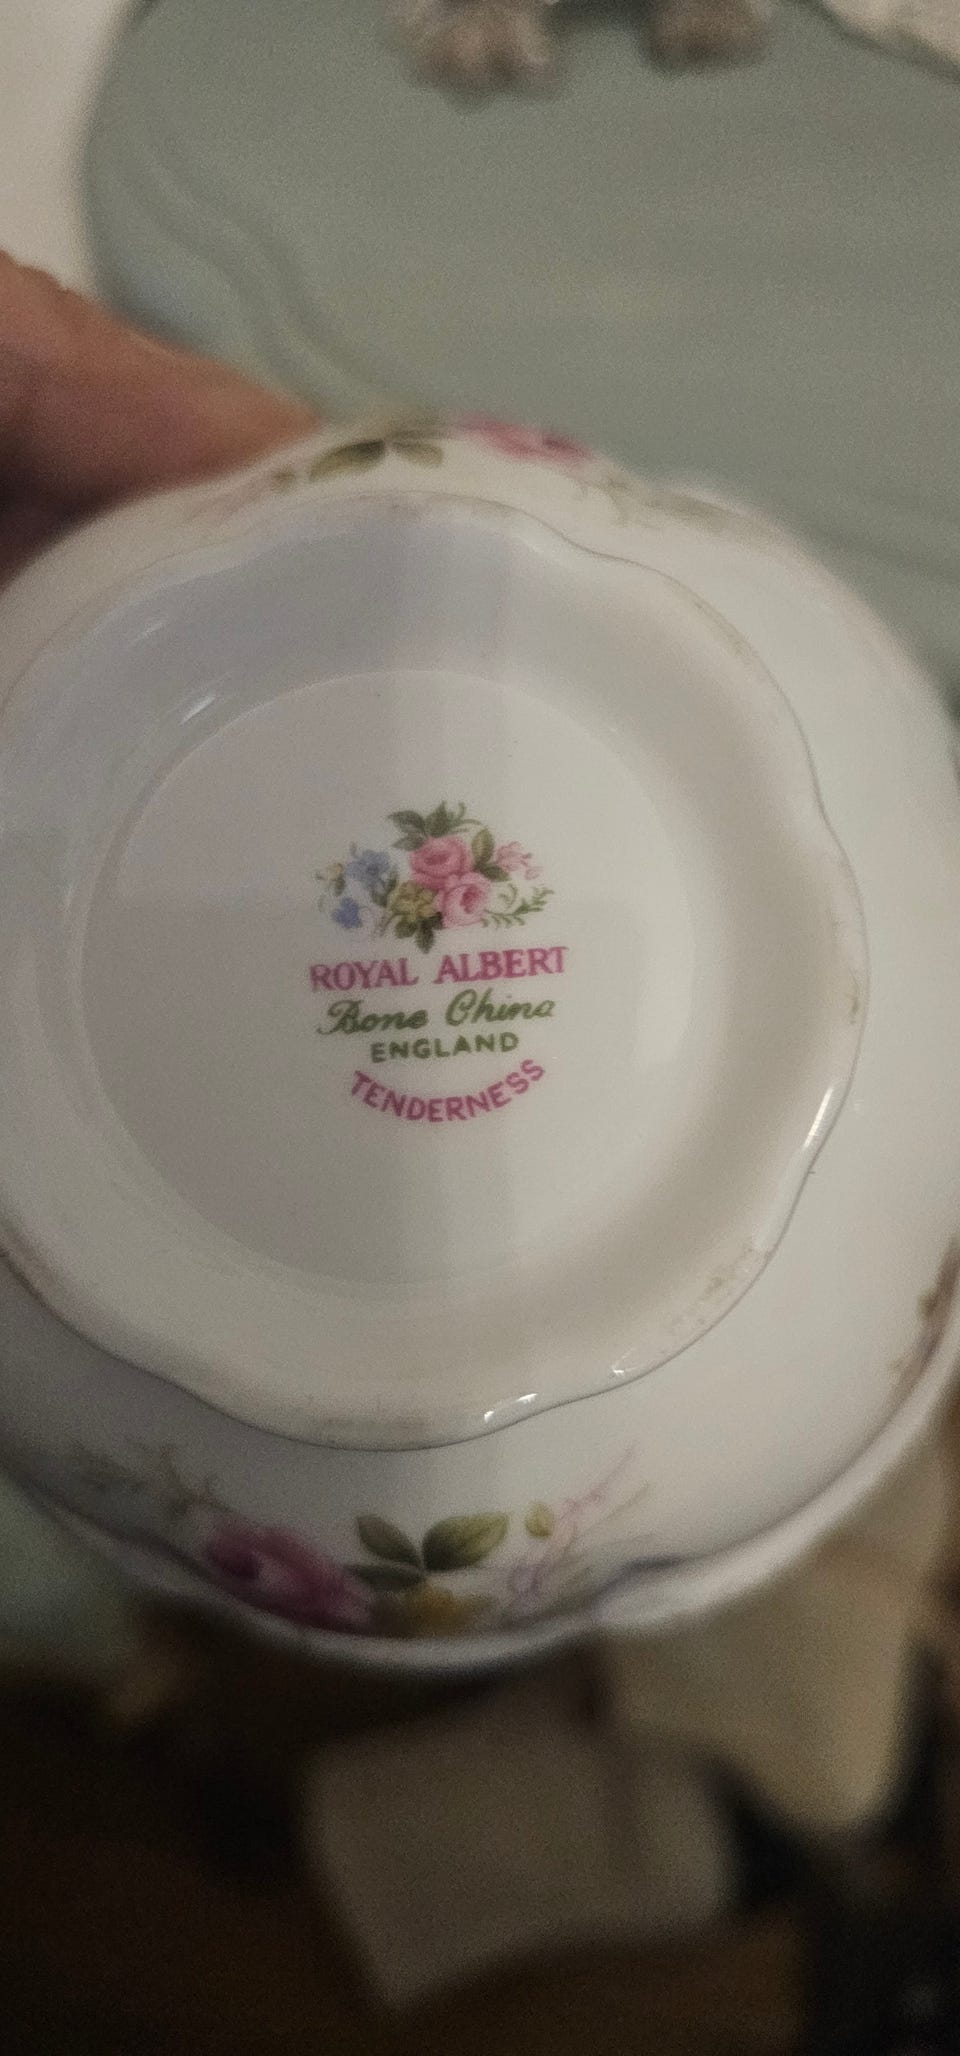 ROYAL ALBERT
Bone China
ENGLAND
TENDERNESS